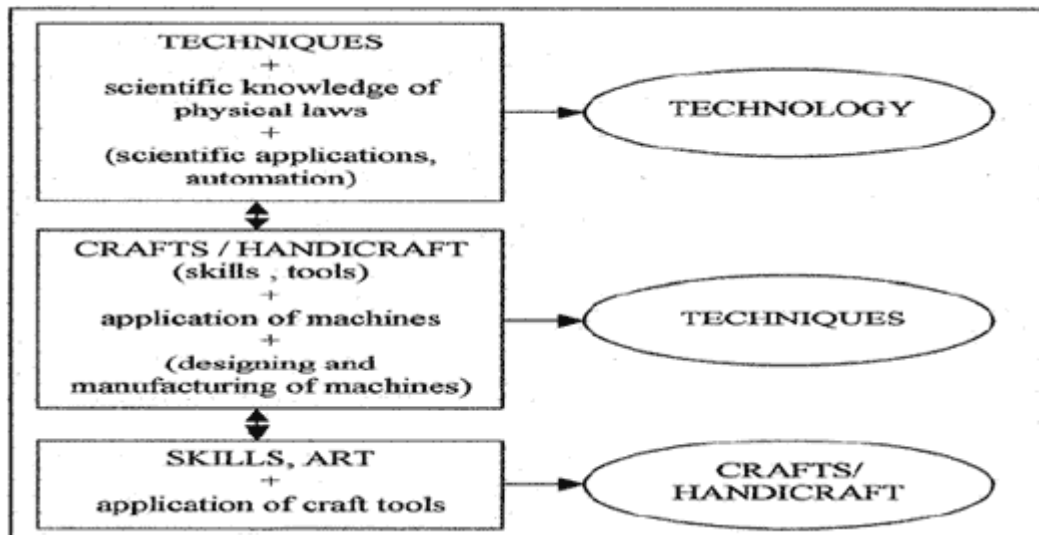 TECHNIQUES
+
scientific knowledge of
physical laws
+
(scientific applications,
automation)
TECHNOLOGY
CRAFTS / HANDICRAFT
(skills , tools)
+
application of machines
+
(designing and
manufacturing of machines)
TECHNIQUES
SKILLS, ART
+
application of craft tools
CRAFTS/
HANDICRAFT